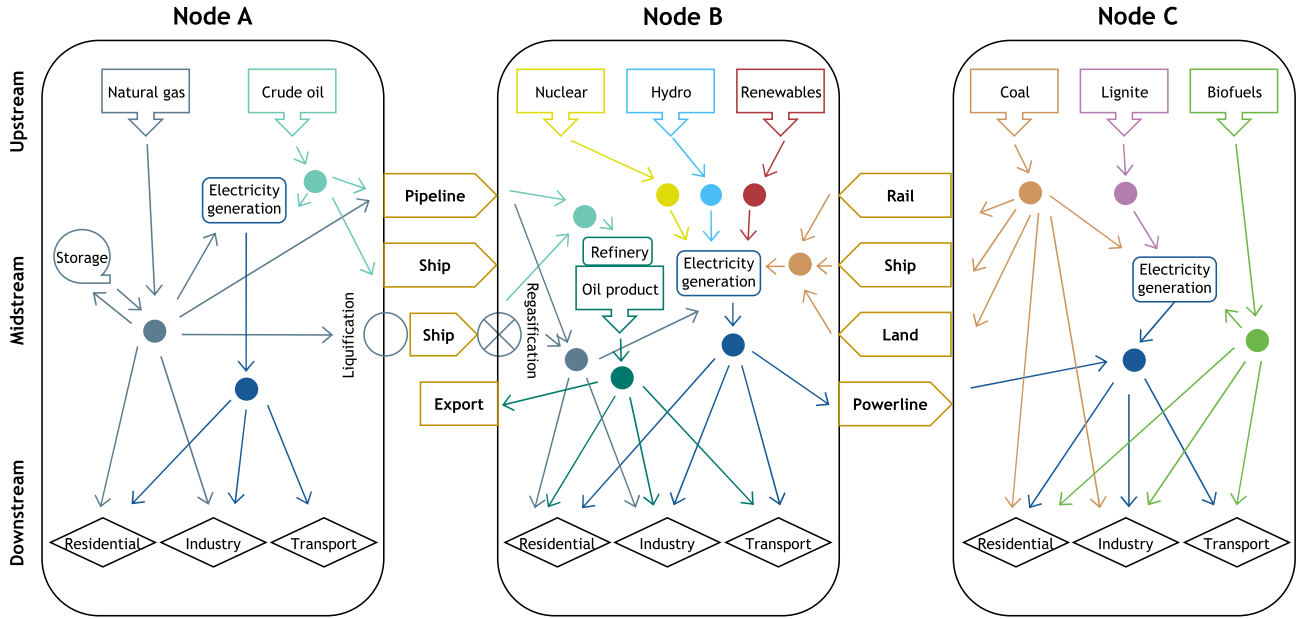 Node A
Node B
Node C
Upstream
Natural gas
Crude oil
Nuclear
Hydro
Renewables
Coal
Lignite
Biofuels
Electricity
generation
Pipeline
Rail
Midstream
Storage
Ship
Refinery
Oil product
Electricity
generation
Ship
Electricity
generation
Liquification
Ship
Regasification
Land
Export
Powerline
Downstream
Residential
Industry
Transport
Residential
Industry
Transport
Residential
Industry
Transport